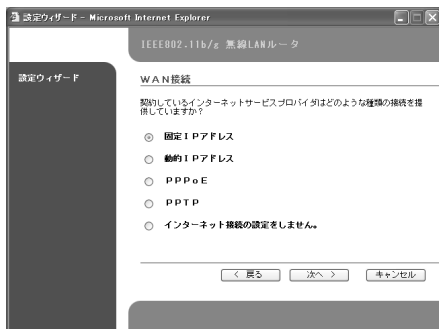 設定ウィザード - Microsoft Internet Explorer
IEEE802.11b/g 無線LANルータ
設定ウィザード
WAN接続
契約しているインターネットサービスプロバイダはどのような種類の接続を提
供していますか？
固定IPアドレス
動的IPアドレス
PPPoE
PPTP
インターネット接続の設定をしません。
< 戻る
次へ >
キャンセル